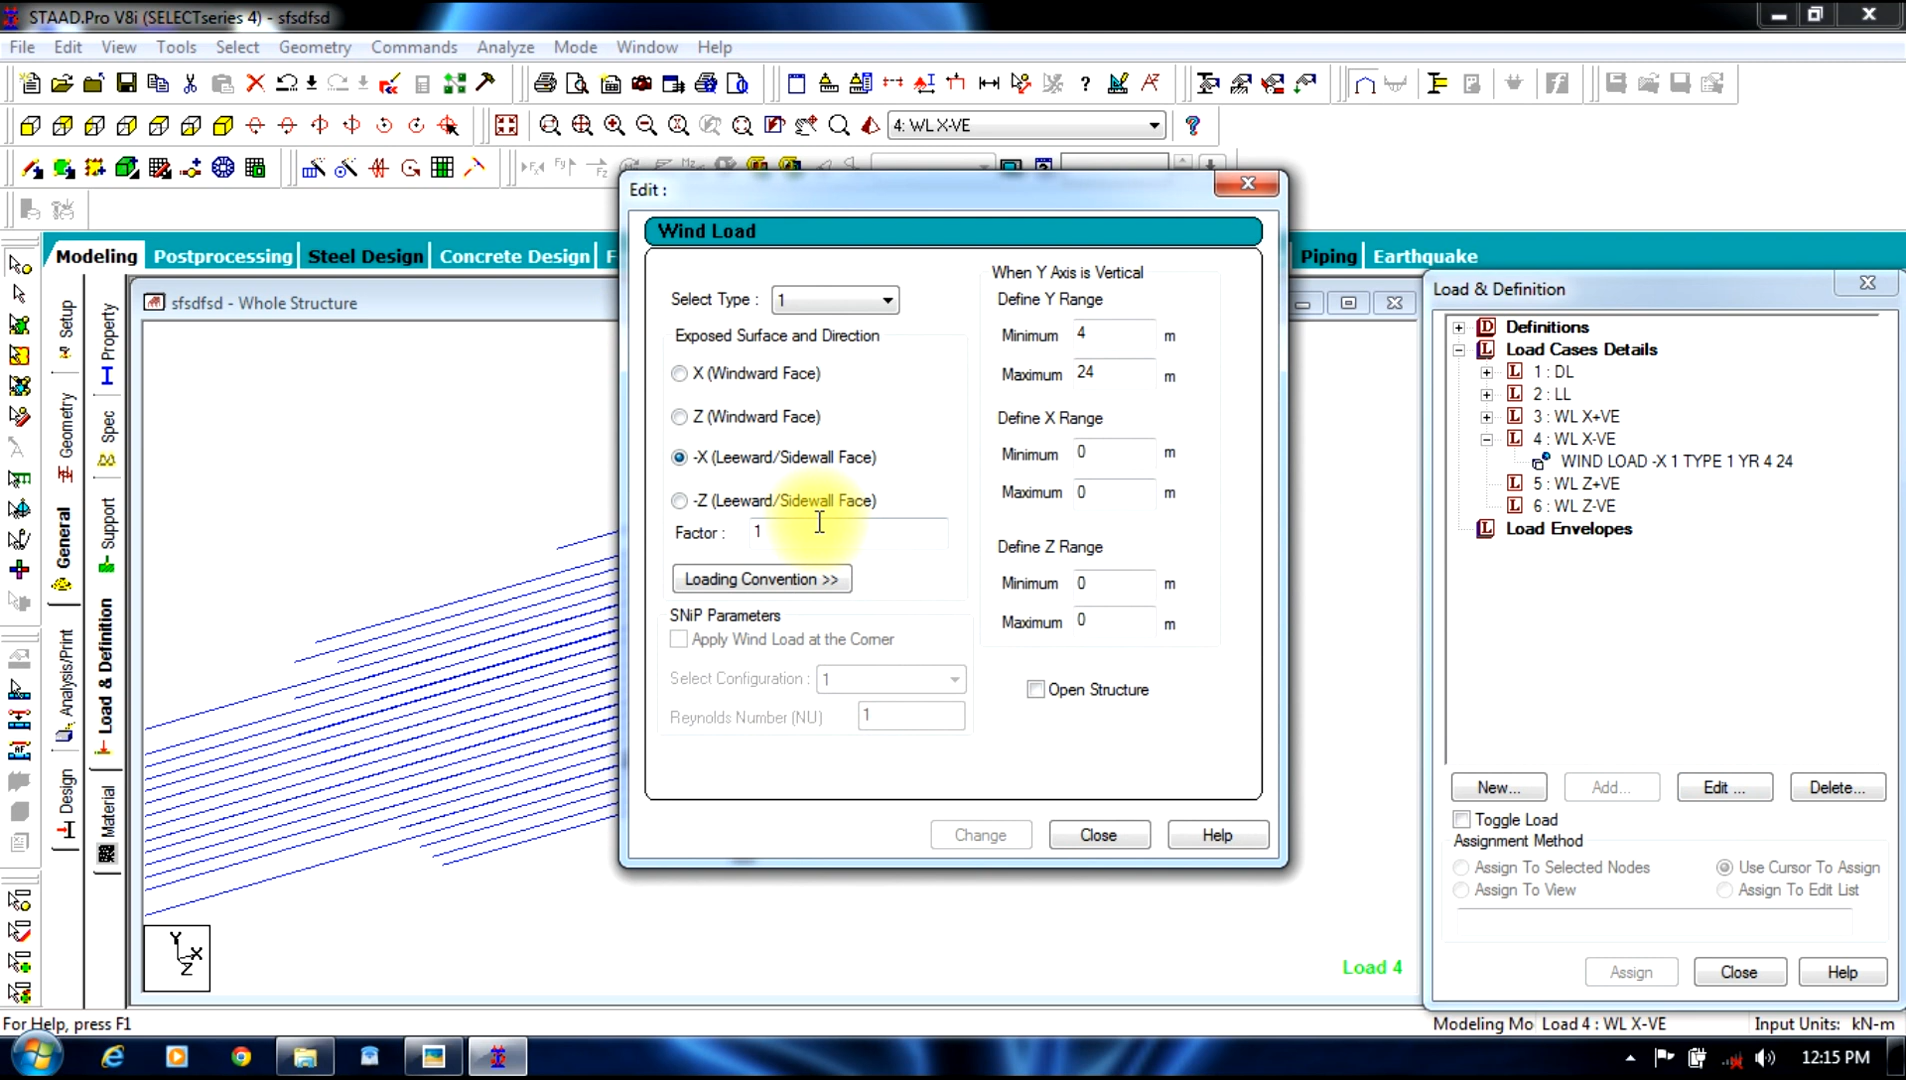 STAAD.Pro V8i (SELECTseries 4) - sfsdfsd
File Edit View Tools Select Geometry Commands Analyze Mode Window Help
4: WL X-VE
Modeling Postprocessing Steel Design Concrete Design F Piping Earthquake
sfsdfsd - Whole Structure
Setup
Geometry
General
Analysis/Print
Design
Property
Spec
Support
Load & Definition
Material
Y
X
Z
Load 4
Edit :
Wind Load
Select Type : 1
Exposed Surface and Direction
X (Windward Face)
Z (Windward Face)
-X (Leeward/Sidewall Face)
-Z (Leeward/Sidewall Face)
Factor : 1
Loading Convention >>
SNiP Parameters
Apply Wind Load at the Corner
Select Configuration : 1
Reynolds Number (NU) 1
When Y Axis is Vertical
Define Y Range
Minimum 4 m
Maximum 24 m
Define X Range
Minimum 0 m
Maximum 0 m
Define Z Range
Minimum 0 m
Maximum 0 m
Open Structure
Change Close Help
Load & Definition
Definitions
Load Cases Details
1 : DL
2 : LL
3 : WL X+VE
4 : WL X-VE
WIND LOAD -X 1 TYPE 1 YR 4 24
5 : WL Z+VE
6 : WL Z-VE
Load Envelopes
New... Add... Edit ... Delete...
Toggle Load
Assignment Method
Assign To Selected Nodes Use Cursor To Assign
Assign To View Assign To Edit List
Assign Close Help
For Help, press F1 Modeling Mo Load 4 : WL X-VE Input Units: kN-m
12:15 PM